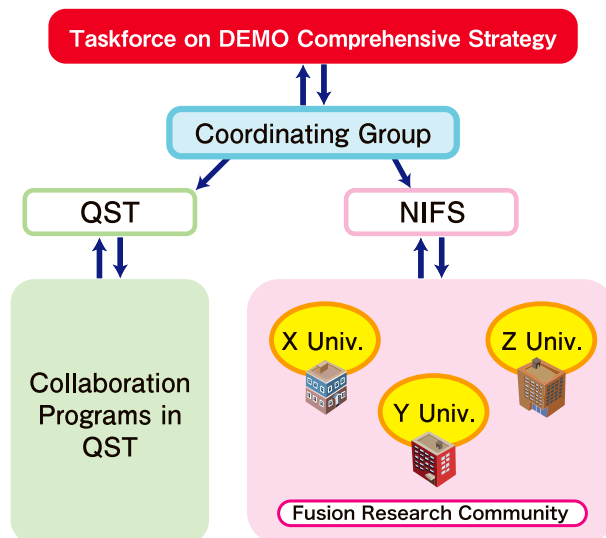 Taskforce on DEMO Comprehensive Strategy
Coordinating Group
QST
NIFS
Collaboration
Programs in
QST
X Univ.
Z Univ.
Y Univ.
Fusion Research Community